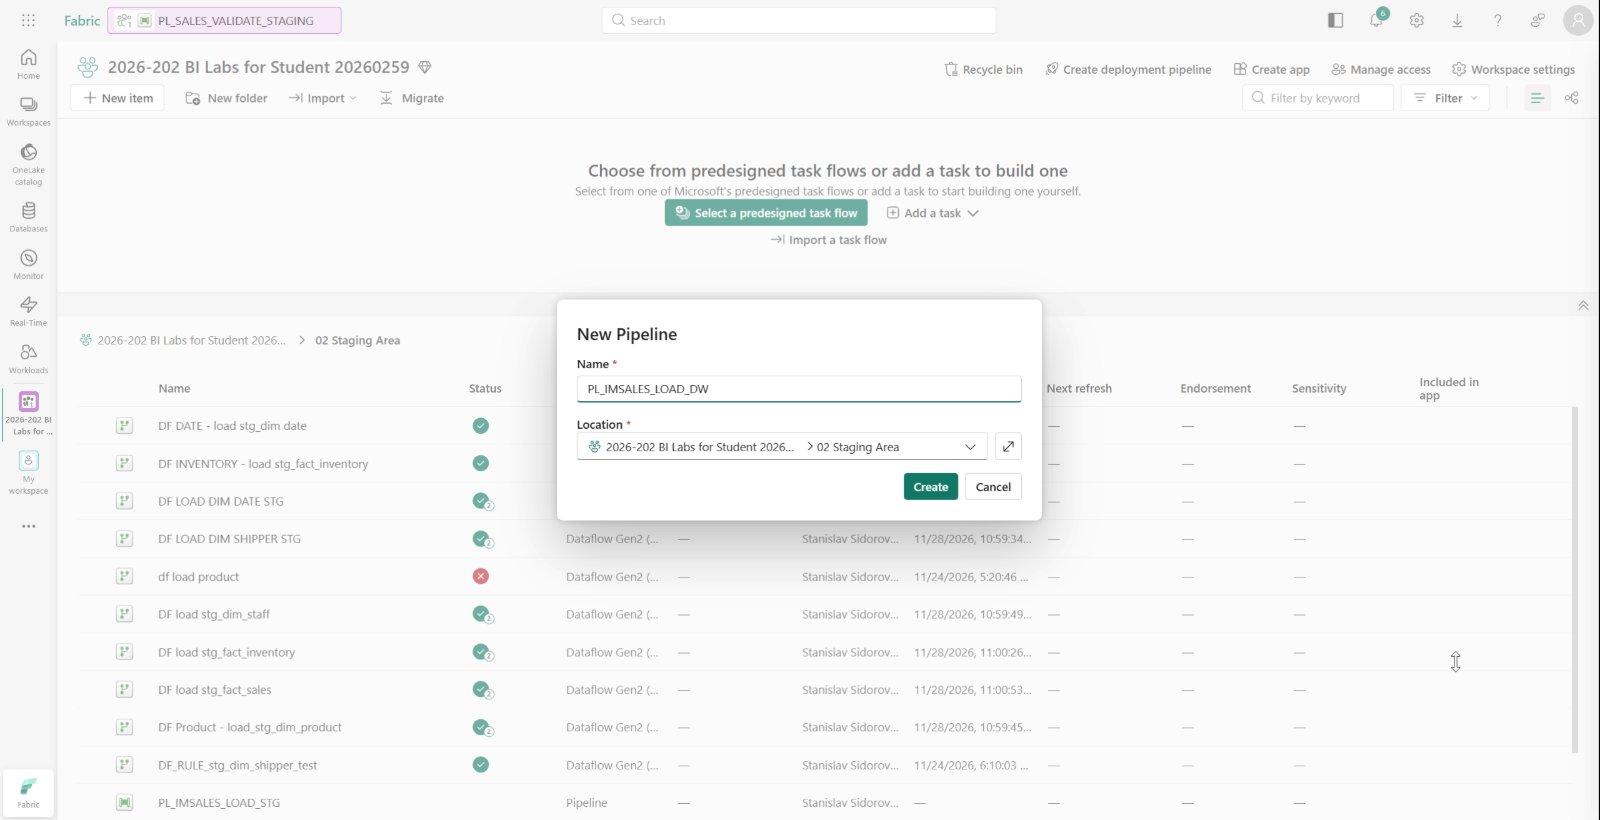 Fabric
PL_SALES_VALIDATE_STAGING
Search
6
Home
Workspaces
OneLake
catalog
Databases
Monitor
Real-Time
Workloads
2026-202 BI
Labs for ...
My
workspace
Fabric
2026-202 BI Labs for Student 20260259
Recycle bin
Create deployment pipeline
Create app
Manage access
Workspace settings
New item
New folder
Import
Migrate
Filter by keyword
Filter
Choose from predesigned task flows or add a task to build one
Select from one of Microsoft's predesigned task flows or add a task to start building one yourself.
Select a predesigned task flow
Add a task
Import a task flow
2026-202 BI Labs for Student 2026... > 02 Staging Area
New Pipeline
Name *
PL_IMSALES_LOAD_DW
Location *
2026-202 BI Labs for Student 2026... > 02 Staging Area
Create
Cancel
Name Status Next refresh Endorsement Sensitivity Included in
app
DF DATE - load stg_dim date — — —
DF INVENTORY - load stg_fact_inventory — — —
DF LOAD DIM DATE STG 2 — — —
DF LOAD DIM SHIPPER STG 2 Dataflow Gen2 (... — Stanislav Sidorov... 11/28/2026, 10:59:34... — — —
df load product Dataflow Gen2 (... — Stanislav Sidorov... 11/24/2026, 5:20:46 ... — — —
DF load stg_dim_staff 2 Dataflow Gen2 (... — Stanislav Sidorov... 11/28/2026, 10:59:49... — — —
DF load stg_fact_inventory 2 Dataflow Gen2 (... — Stanislav Sidorov... 11/28/2026, 11:00:26... — — —
DF load stg_fact_sales 2 Dataflow Gen2 (... — Stanislav Sidorov... 11/28/2026, 11:00:53... — — —
DF Product - load_stg_dim_product 2 Dataflow Gen2 (... — Stanislav Sidorov... 11/28/2026, 10:59:45... — — —
DF_RULE_stg_dim_shipper_test Dataflow Gen2 (... — Stanislav Sidorov... 11/24/2026, 6:10:03 ... — — —
PL_IMSALES_LOAD_STG Pipeline — Stanislav Sidorov... — — — —